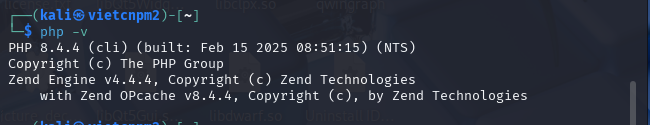 ┌──(kali㉿vietcnpm2)-[~]
└─$ php -v
PHP 8.4.4 (cli) (built: Feb 15 2025 08:51:15) (NTS)
Copyright (c) The PHP Group
Zend Engine v4.4.4, Copyright (c) Zend Technologies
    with Zend OPcache v8.4.4, Copyright (c), by Zend Technologies